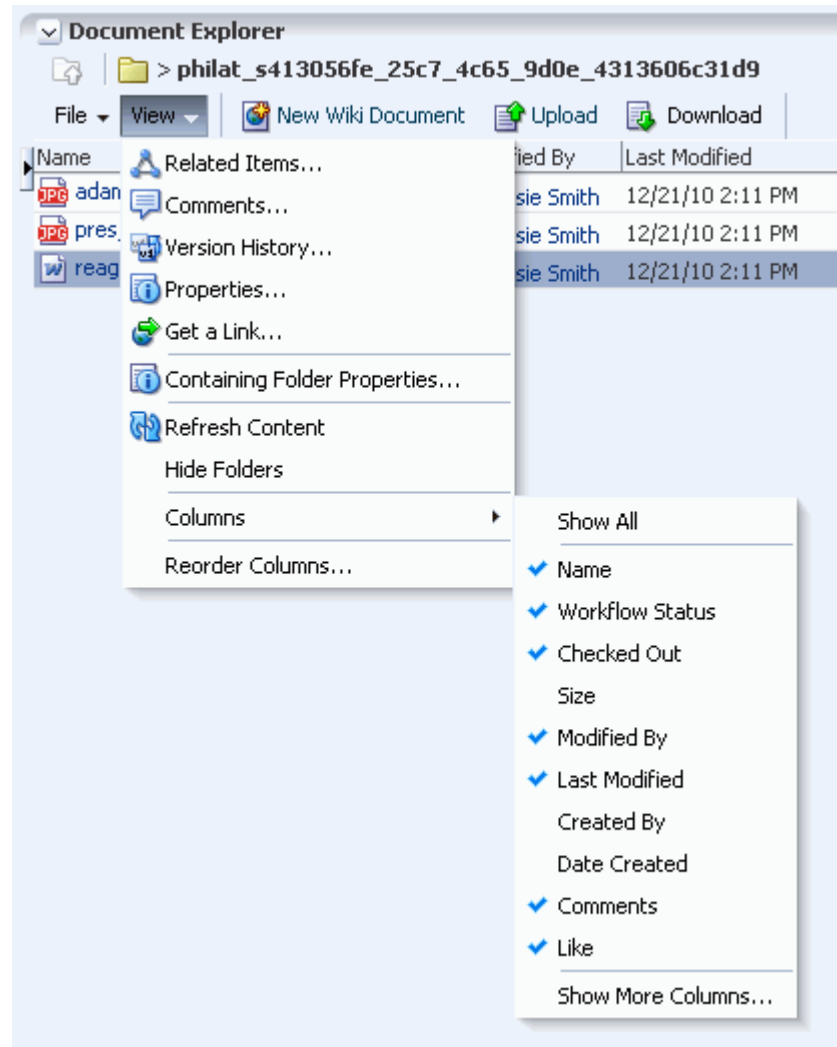 Document Explorer
> philat_s413056fe_25c7_4c65_9d0e_4313606c31d9
File View New Wiki Document Upload Download
Name ied By Last Modified
JPG adam sie Smith 12/21/10 2:11 PM
JPG pres_ sie Smith 12/21/10 2:11 PM
W reag sie Smith 12/21/10 2:11 PM
Related Items...
Comments...
Version History...
Properties...
Get a Link...
Containing Folder Properties...
Refresh Content
Hide Folders
Columns
Reorder Columns...
Show All
Name
Workflow Status
Checked Out
Size
Modified By
Last Modified
Created By
Date Created
Comments
Like
Show More Columns...